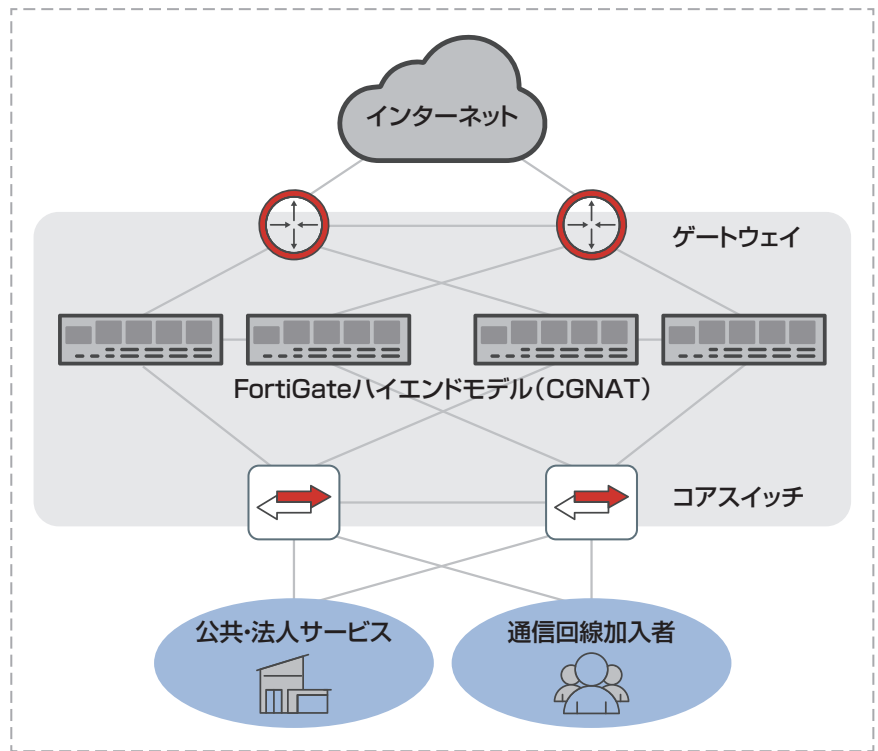 インターネット
ゲートウェイ
FortiGateハイエンドモデル(CGNAT)
コアスイッチ
公共・法人サービス
通信回線加入者